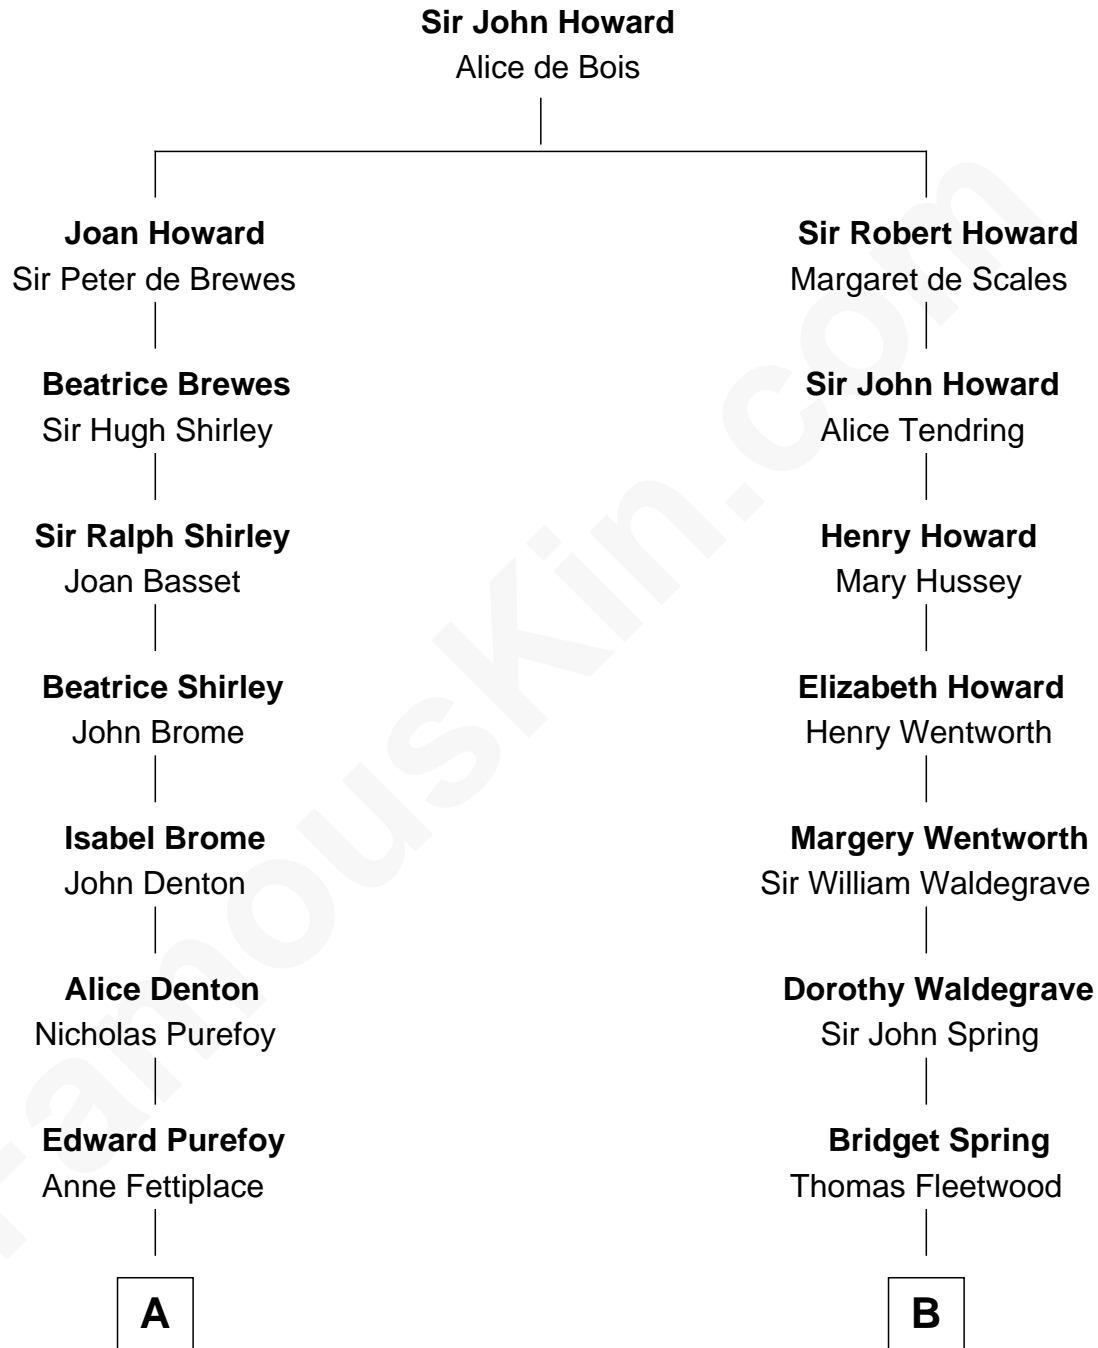 Sir John Howard
Alice de Bois
Joan Howard
Sir Peter de Brewes
Sir Robert Howard
Margaret de Scales
Beatrice Brewes
Sir Hugh Shirley
Sir John Howard
Alice Tendring
Sir Ralph Shirley
Joan Basset
Henry Howard
Mary Hussey
Beatrice Shirley
John Brome
Elizabeth Howard
Henry Wentworth
Isabel Brome
John Denton
Margery Wentworth
Sir William Waldegrave
Alice Denton
Nicholas Purefoy
Dorothy Waldegrave
Sir John Spring
Edward Purefoy
Anne Fettiplace
Bridget Spring
Thomas Fleetwood
A
B
FamousKin.com